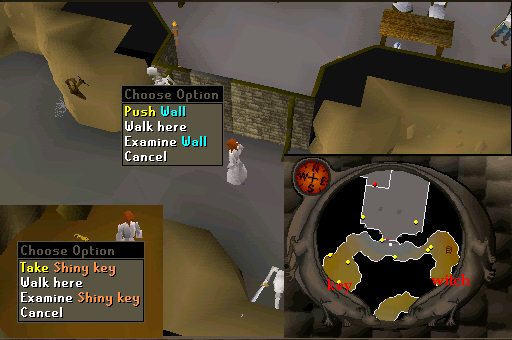 Choose Option
Push Wall
Walk here
Examine Wall
Cancel
N
W E
S
Choose Option
Take Shiny key
Walk here
Examine Shiny key
Cancel
key
witch